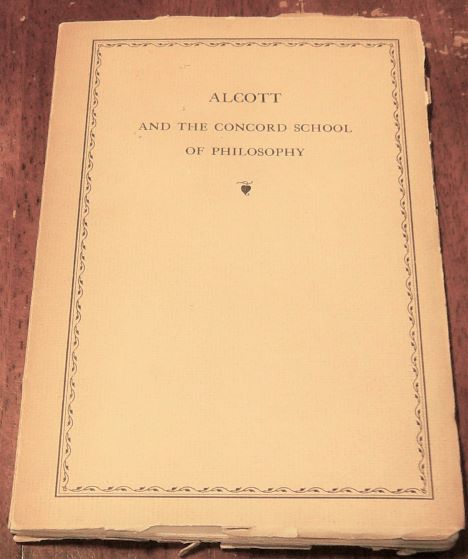 ALCOTT
AND THE CONCORD SCHOOL
OF PHILOSOPHY